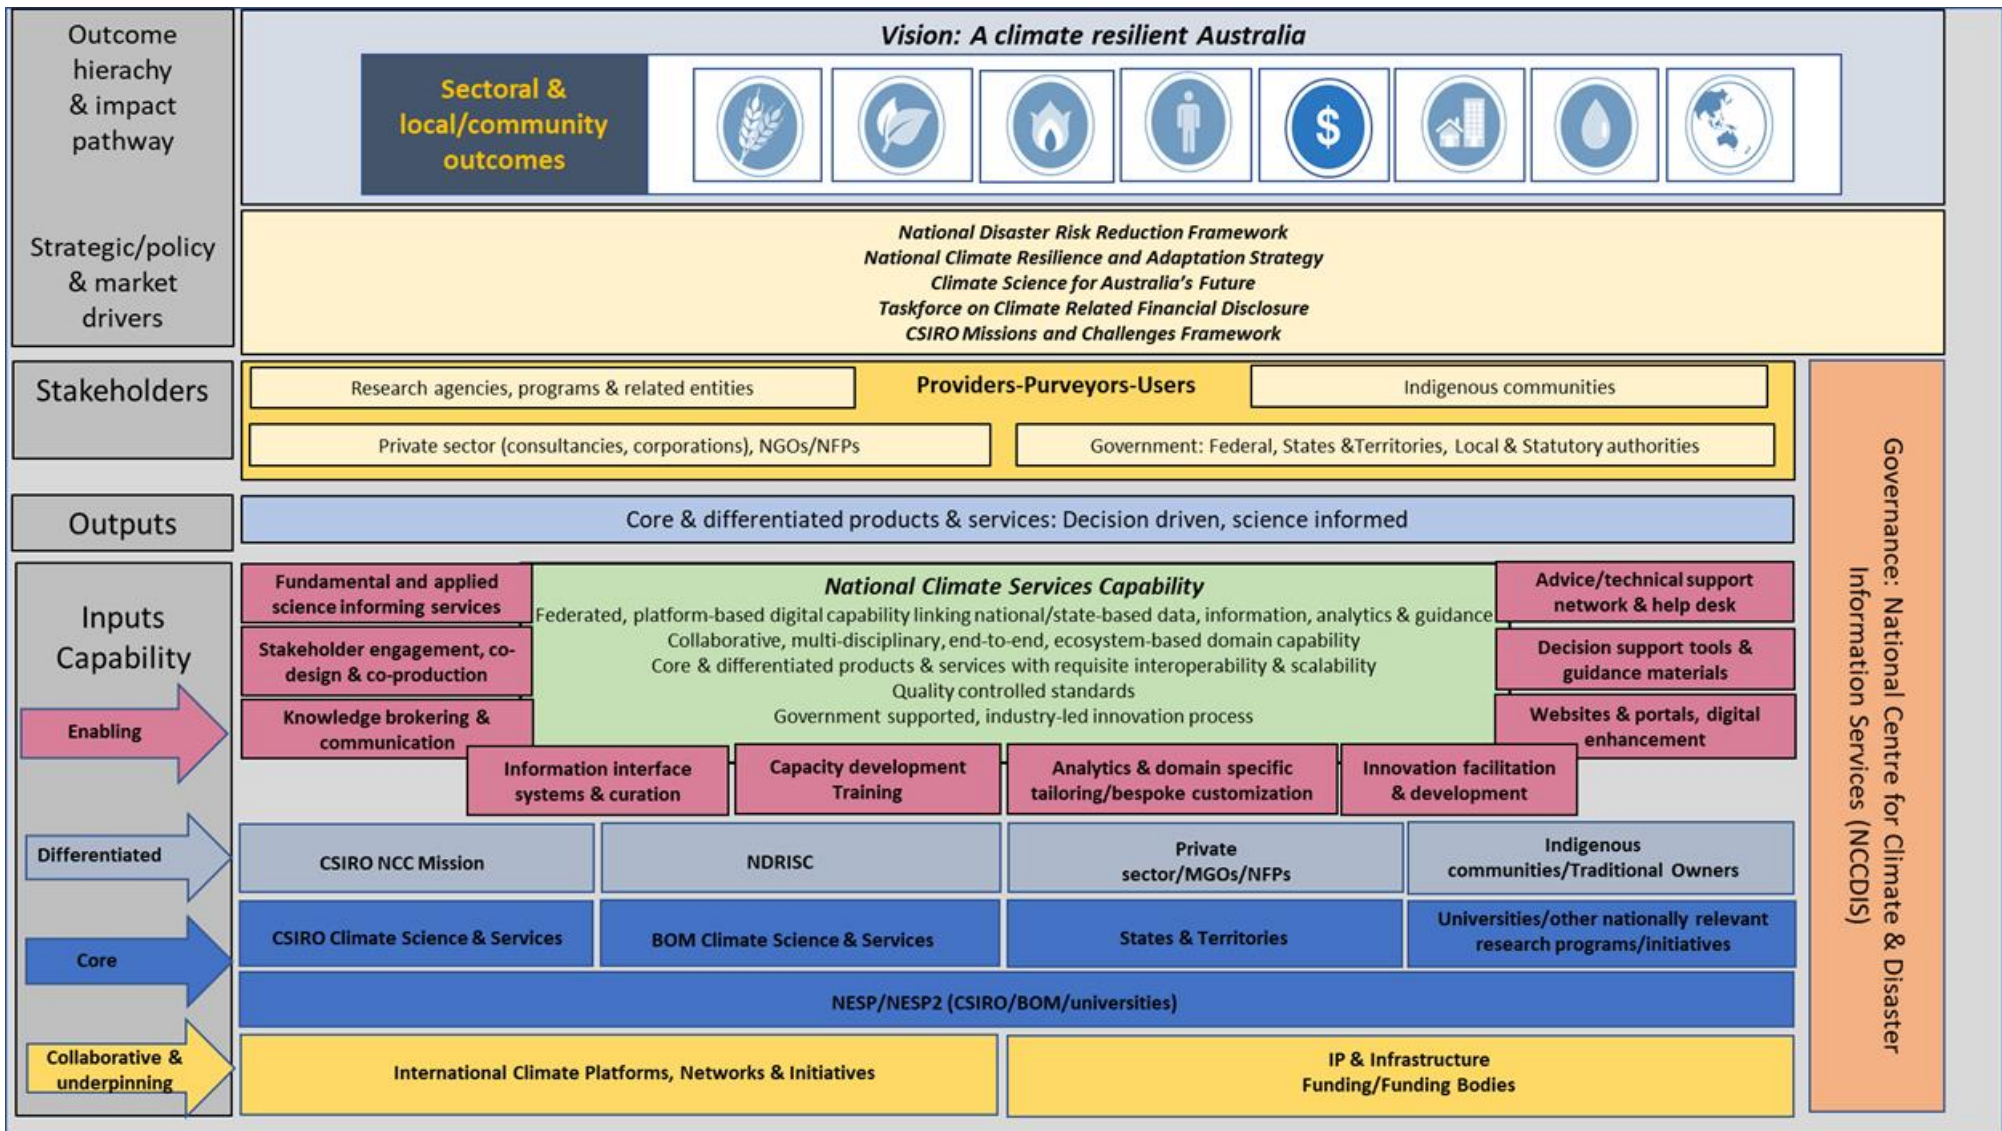 Outcome
hierachy
& impact
pathway
Vision: A climate resilient Australia
Sectoral &
local/community
outcomes
$
Strategic/policy
& market
drivers
National Disaster Risk Reduction Framework
National Climate Resilience and Adaptation Strategy
Climate Science for Australia's Future
Taskforce on Climate Related Financial Disclosure
CSIRO Missions and Challenges Framework
Stakeholders
Research agencies, programs & related entities
Providers-Purveyors-Users
Indigenous communities
Private sector (consultancies, corporations), NGOs/NFPs
Government: Federal, States &Territories, Local & Statutory authorities
Outputs
Core & differentiated products & services: Decision driven, science informed
Inputs
Capability
Enabling
Fundamental and applied
science informing services
Stakeholder engagement, co-
design & co-production
Knowledge brokering &
communication
National Climate Services Capability
Federated, platform-based digital capability linking national/state-based data, information, analytics & guidance
Collaborative, multi-disciplinary, end-to-end, ecosystem-based domain capability
Core & differentiated products & services with requisite interoperability & scalability
Quality controlled standards
Government supported, industry-led innovation process
Advice/technical support
network & help desk
Decision support tools &
guidance materials
Websites & portals, digital
enhancement
Information interface
systems & curation
Capacity development
Training
Analytics & domain specific
tailoring/bespoke customization
Innovation facilitation
& development
Differentiated
CSIRO NCC Mission
NDRISC
Private
sector/MGOs/NFPs
Indigenous
communities/Traditional Owners
Core
CSIRO Climate Science & Services
BOM Climate Science & Services
States & Territories
Universities/other nationally relevant
research programs/initiatives
NESP/NESP2 (CSIRO/BOM/universities)
Collaborative &
underpinning
International Climate Platforms, Networks & Initiatives
IP & Infrastructure
Funding/Funding Bodies
Governance: National Centre for Climate & Disaster
Information Services (NCCDIS)